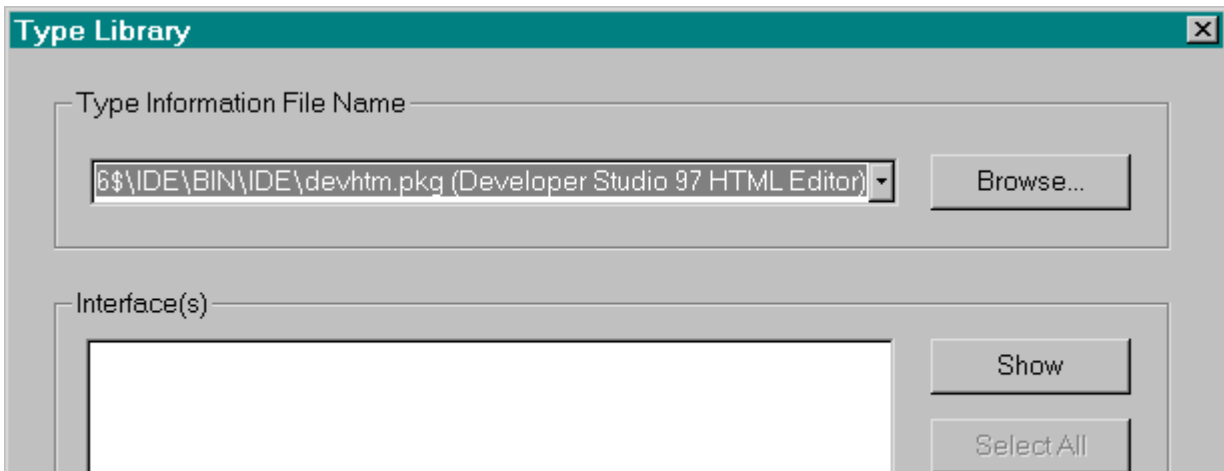 Type Library
Type Information File Name
6$\IDE\BIN\IDE\devhtm.pkg (Developer Studio 97 HTML Editor)
Browse...
Interface(s)
Show
Select All